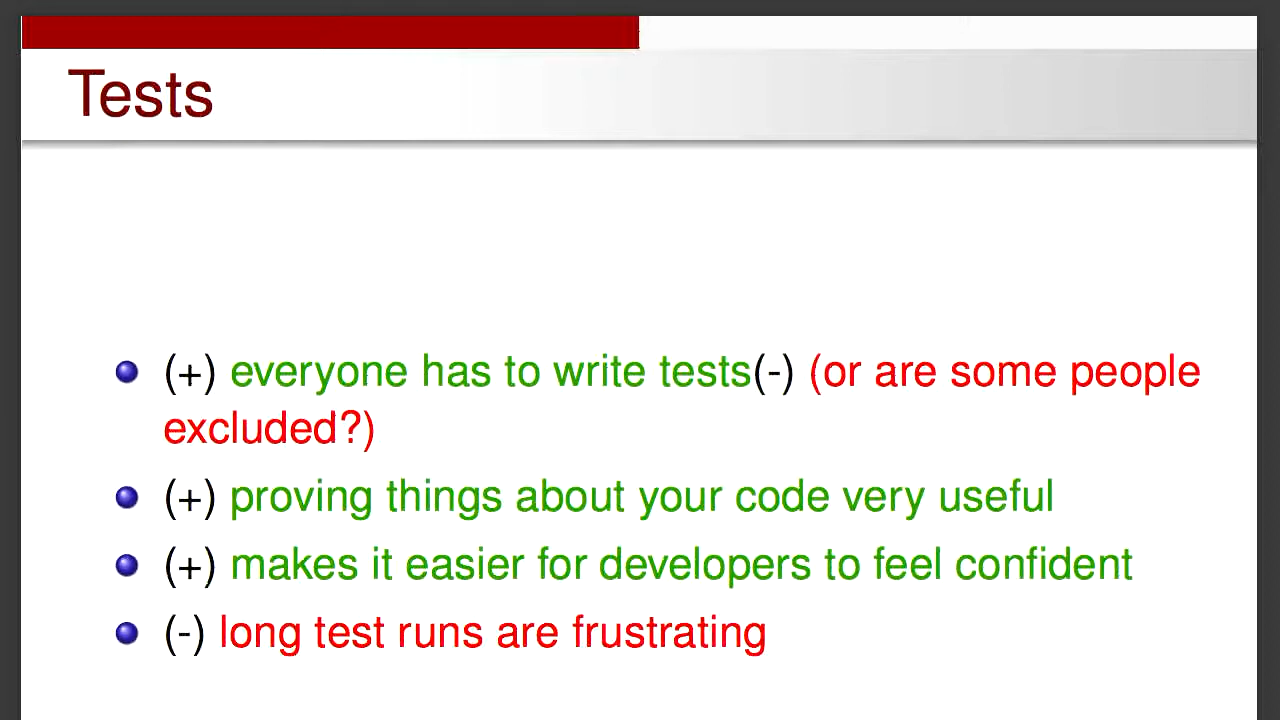 Tests
(+) everyone has to write tests(-) (or are some people
excluded?)
(+) proving things about your code very useful
(+) makes it easier for developers to feel confident
(-) long test runs are frustrating